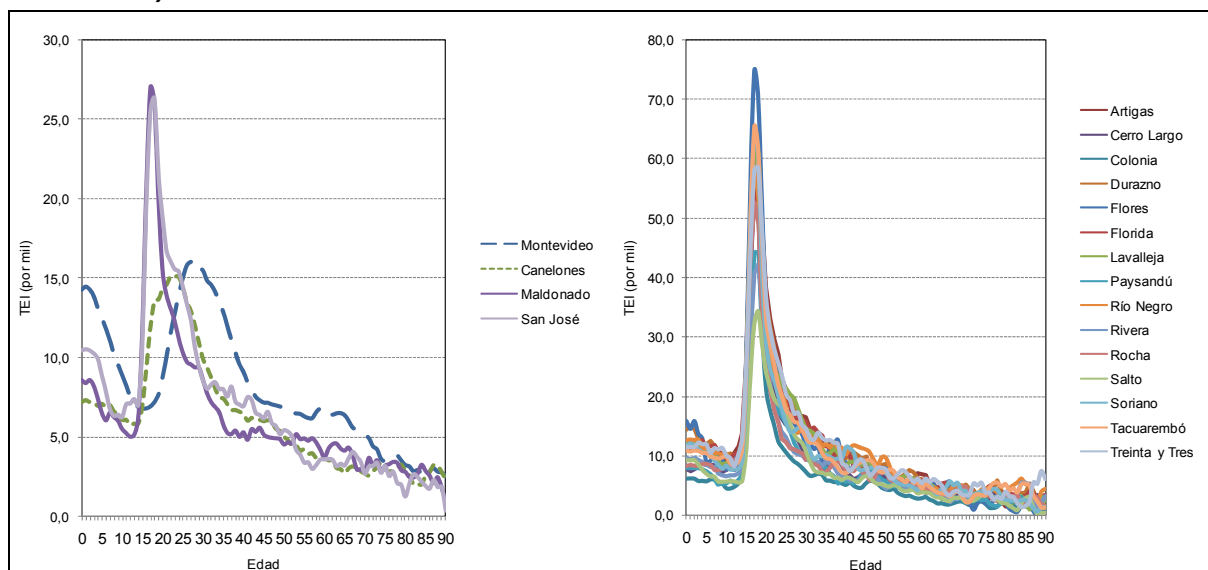 30,0
25,0
20,0
15,0
10,0
5,0
0,0
TEI (por mil)
0 5 10 15 20 25 30 35 40 45 50 55 60 65 70 75 80 85 90
Edad
Montevideo
Canelones
Maldonado
San José
80,0
70,0
60,0
50,0
40,0
30,0
20,0
10,0
0,0
TEI (por mil)
0 5 10 15 20 25 30 35 40 45 50 55 60 65 70 75 80 85 90
Edad
Artigas
Cerro Largo
Colonia
Durazno
Flores
Florida
Lavalleja
Paysandú
Río Negro
Rivera
Rocha
Salto
Soriano
Tacuarembó
Treinta y Tres